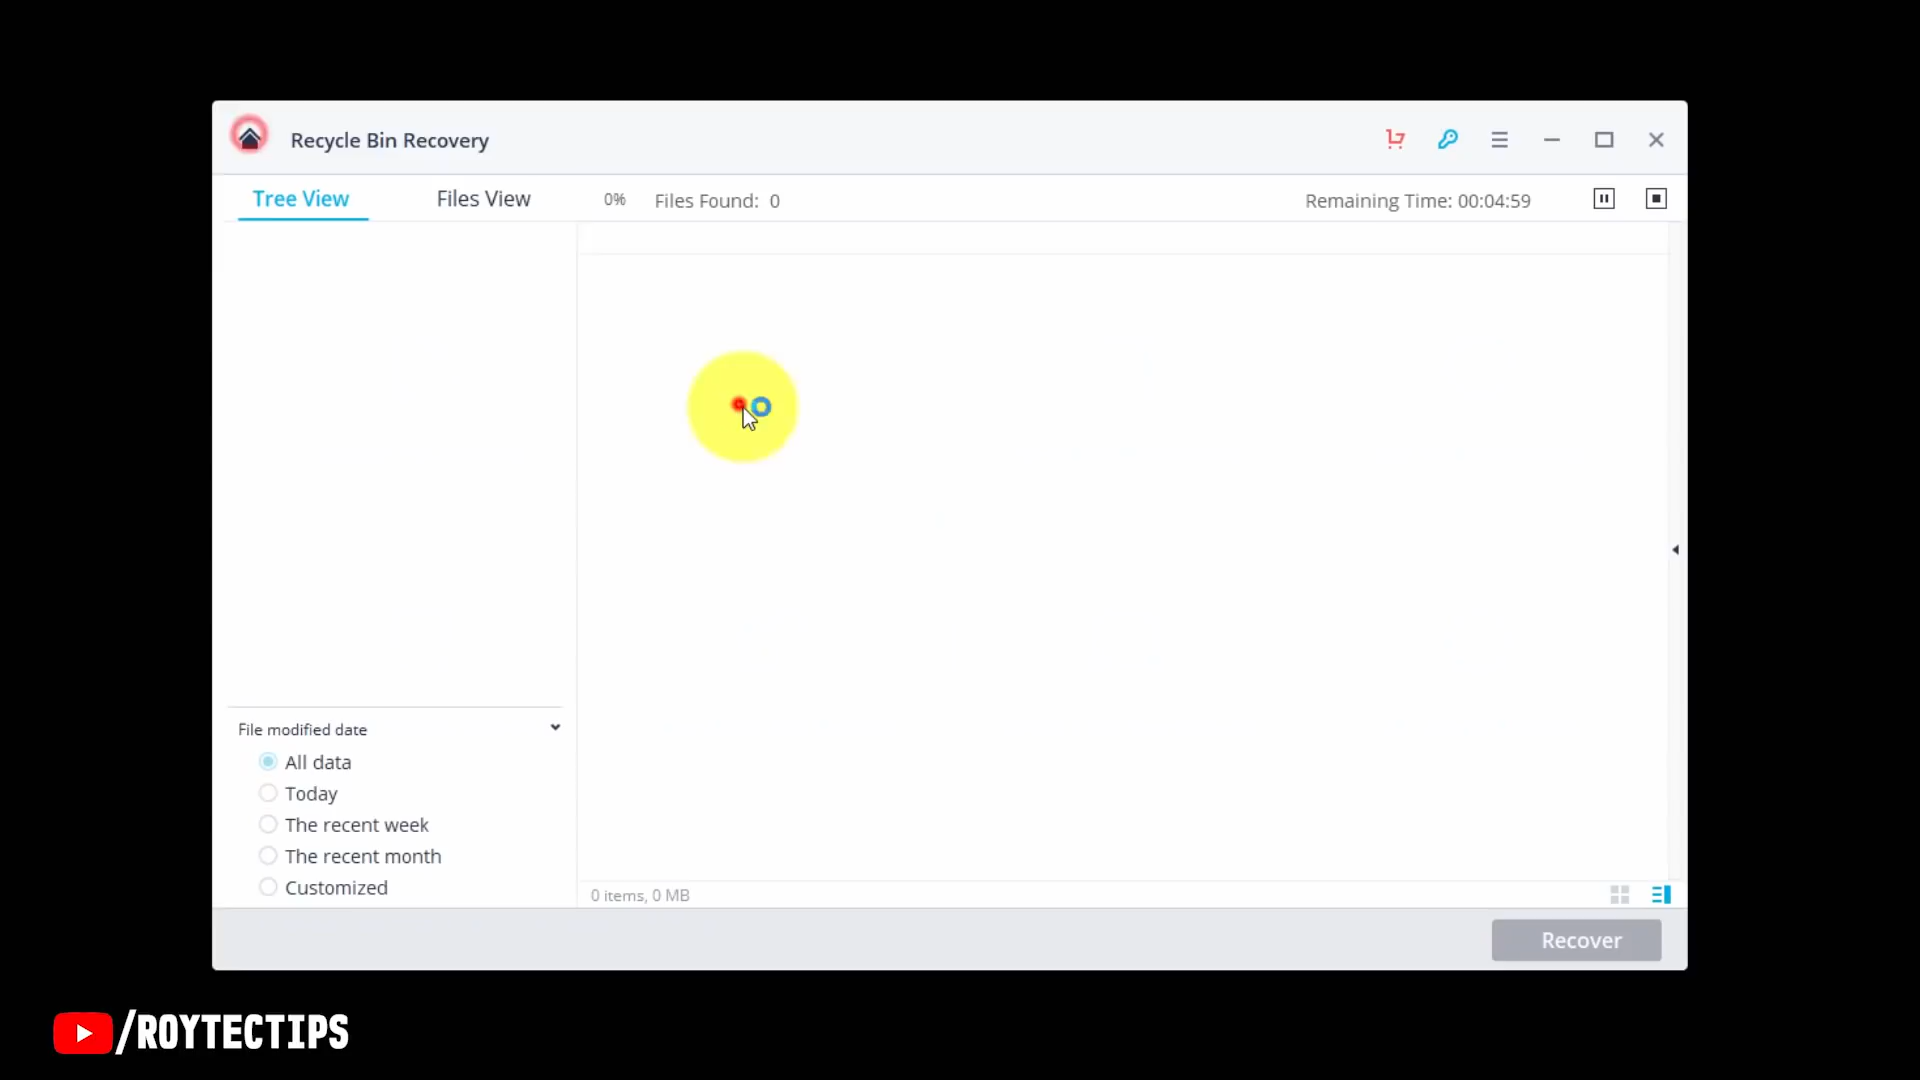 Recycle Bin Recovery
Tree View Files View 0% Files Found: 0 Remaining Time: 00:04:59
File modified date
All data
Today
The recent week
The recent month
Customized
0 items, 0 MB
Recover
/ROYTECTIPS